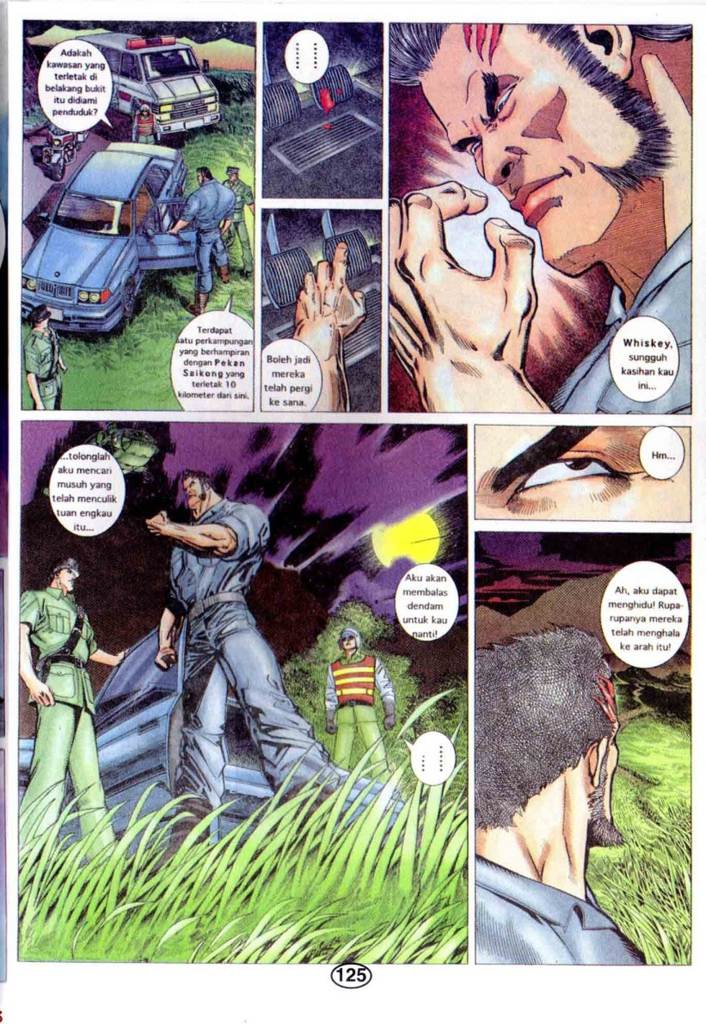 Adakah
kawasan yang
terletak di
belakang bukit
itu didiami
penduduk?
Terdapat
satu perkampungan
yang berhampiran
dengan Pekan
Saikong yang
terletak 10
kilometer dari sini.
......
Boleh jadi
mereka
telah pergi
ke sana.
Whiskey,
sungguh
kasihan kau
ini...
...tolonglah
aku mencari
musuh yang
telah menculik
tuan engkau
itu...
Aku akan
membalas
dendam
untuk kau
nanti!
......
Hm...
Ah, aku dapat
menghidu! Rupa-
rupanya mereka
telah menghala
ke arah itu!
125